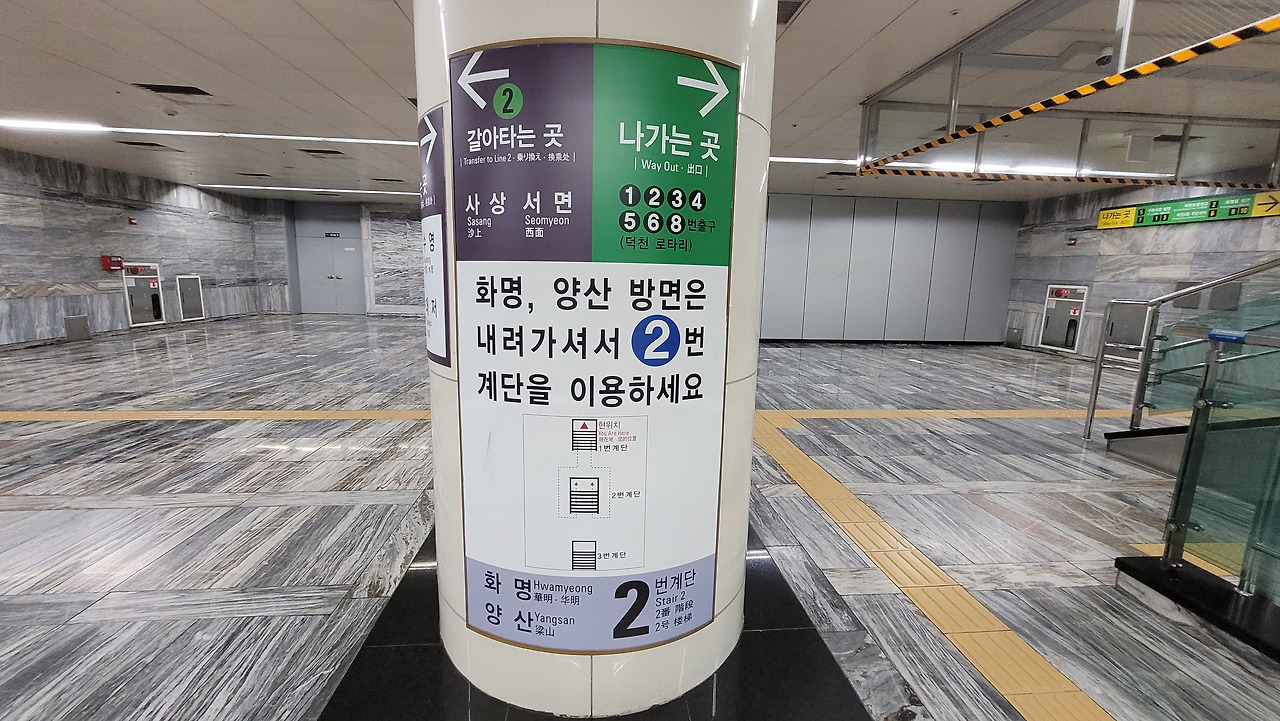 2
갈아타는 곳
| Transfer to Line 2 · 乗り換え · 换乘处 |
사상 서면
Sasang Seomyeon
沙上 西面
나가는 곳
| Way Out · 出口 |
1 2 3 4
5 6 8 번출구
(덕천 로타리)
화명, 양산 방면은
내려가셔서 2번
계단을 이용하세요
현위치
You Are Here
1번계단
2번계단
3번계단
화명 Hwamyeong
華明 · 华明
양산 Yangsan
梁山
2 번계단
Stair 2
2番 階段
2号 楼梯
나가는 곳